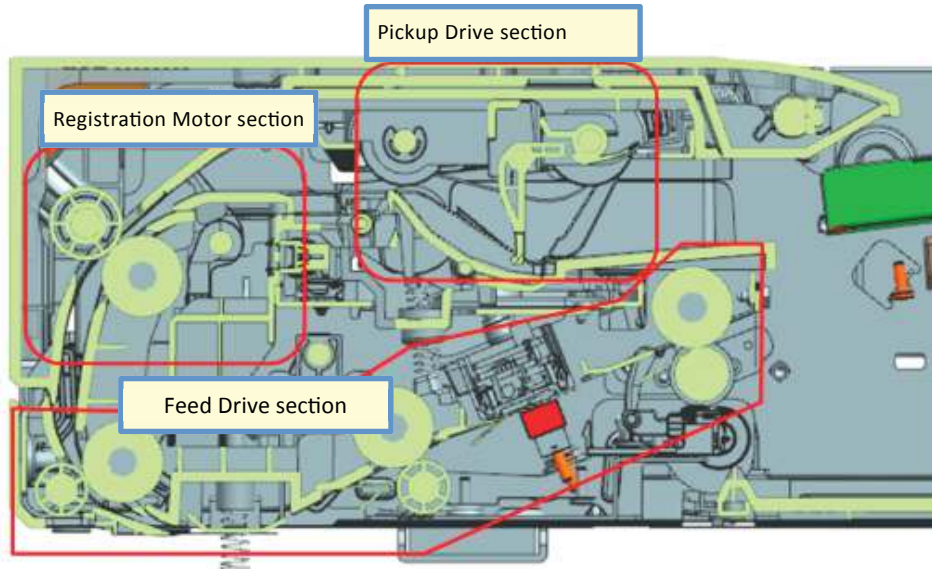 Pickup Drive section
Registration Motor section
Feed Drive section